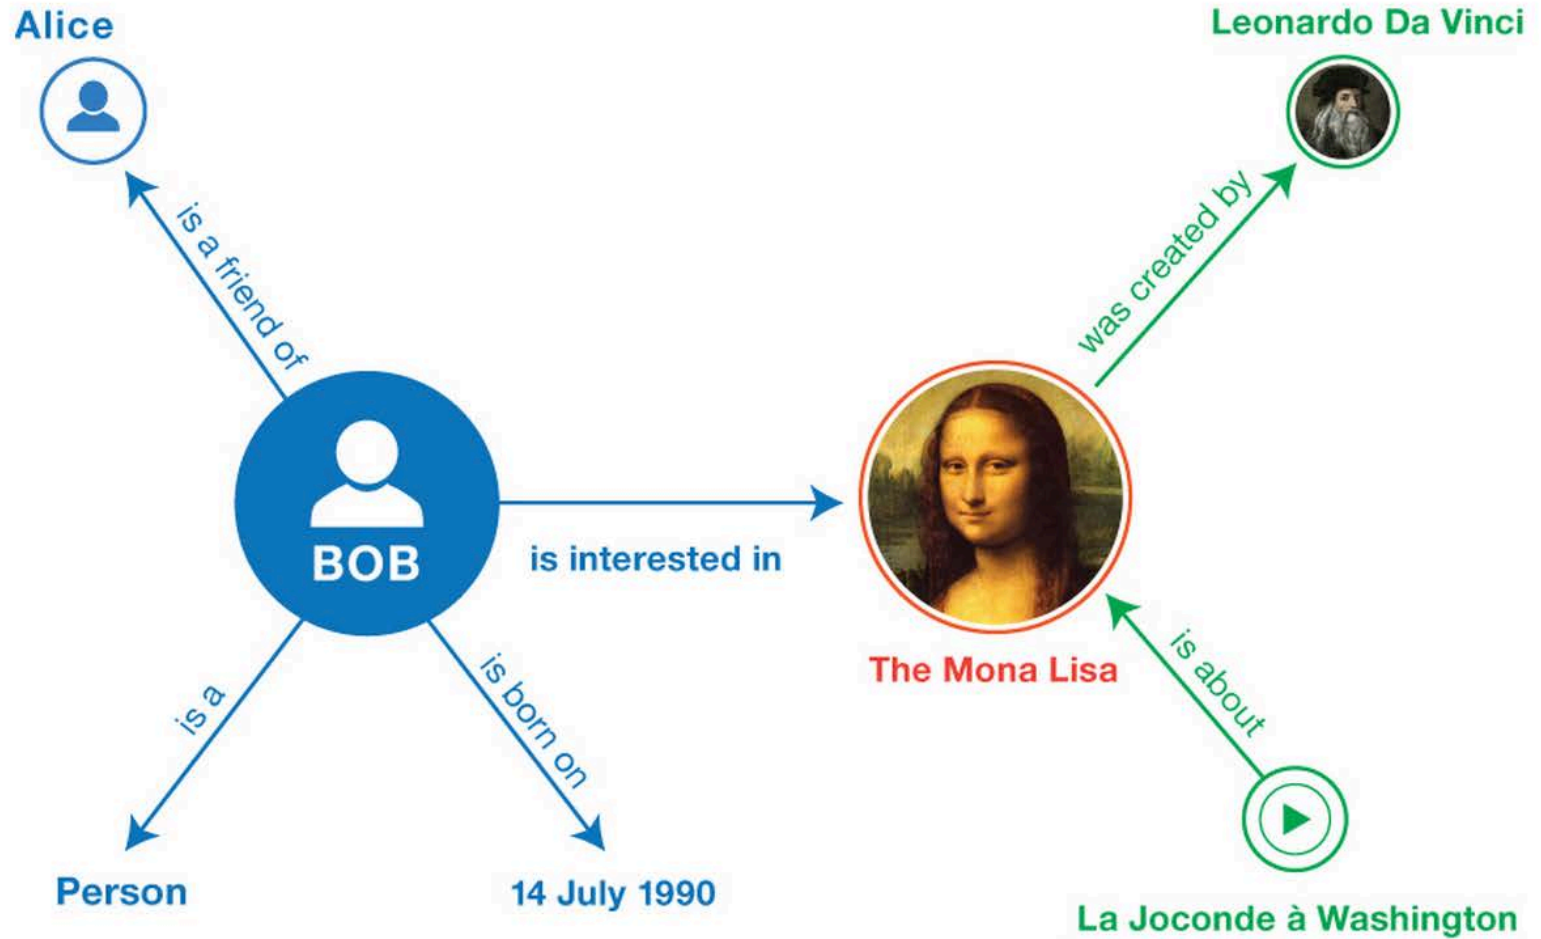 Alice
Leonardo Da Vinci
is a friend of
was created by
BOB
is interested in
The Mona Lisa
is a
is born on
is about
Person
14 July 1990
La Joconde à Washington